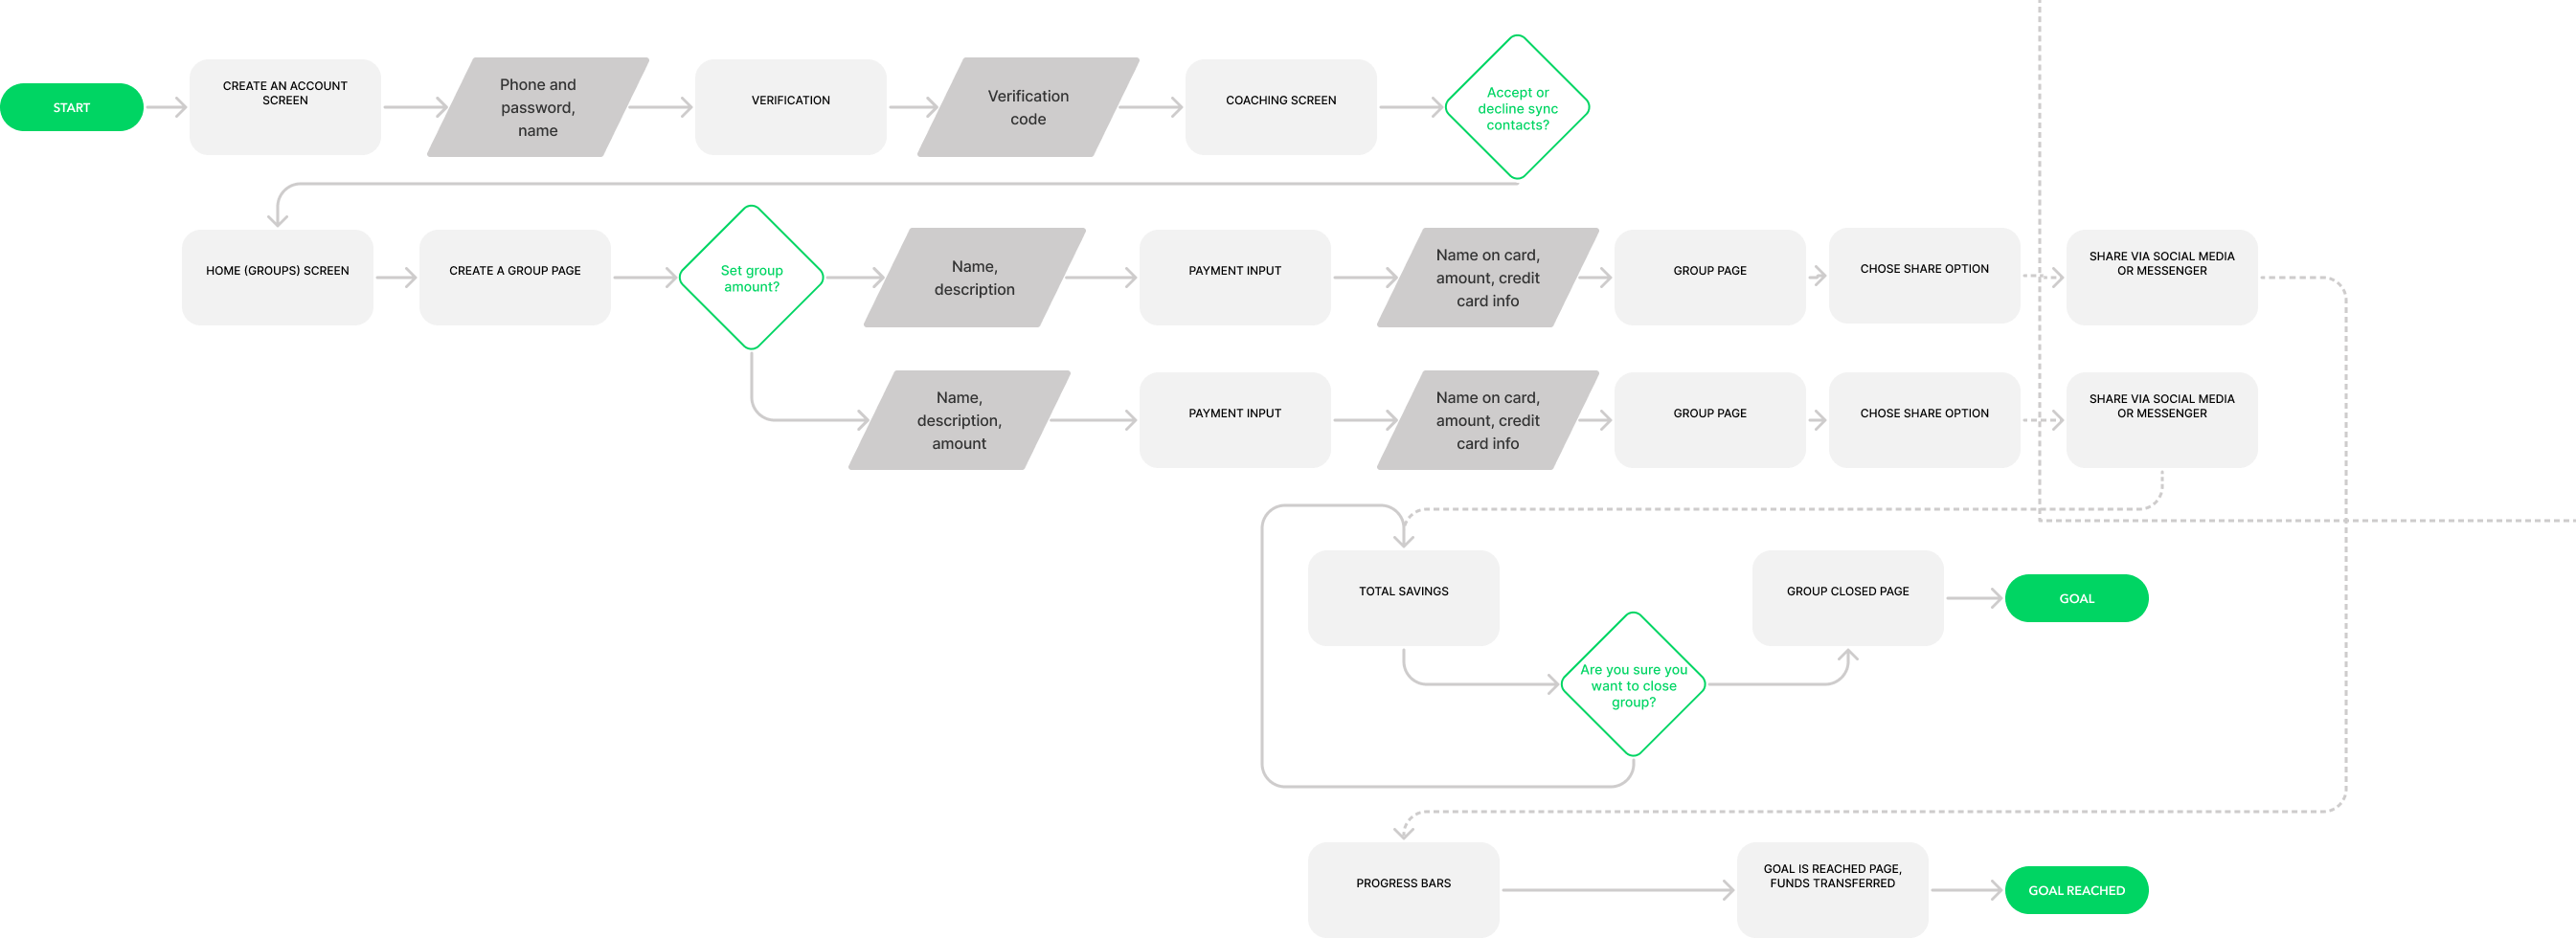 START
CREATE AN ACCOUNT
SCREEN
Phone and
password,
name
VERIFICATION
Verification
code
COACHING SCREEN
Accept or
decline sync
contacts?
HOME (GROUPS) SCREEN
CREATE A GROUP PAGE
Set group
amount?
Name,
description
PAYMENT INPUT
Name on card,
amount, credit
card info
GROUP PAGE
CHOSE SHARE OPTION
SHARE VIA SOCIAL MEDIA
OR MESSENGER
Name,
description,
amount
PAYMENT INPUT
Name on card,
amount, credit
card info
GROUP PAGE
CHOSE SHARE OPTION
SHARE VIA SOCIAL MEDIA
OR MESSENGER
TOTAL SAVINGS
Are you sure you
want to close
group?
GROUP CLOSED PAGE
GOAL
PROGRESS BARS
GOAL IS REACHED PAGE,
FUNDS TRANSFERRED
GOAL REACHED